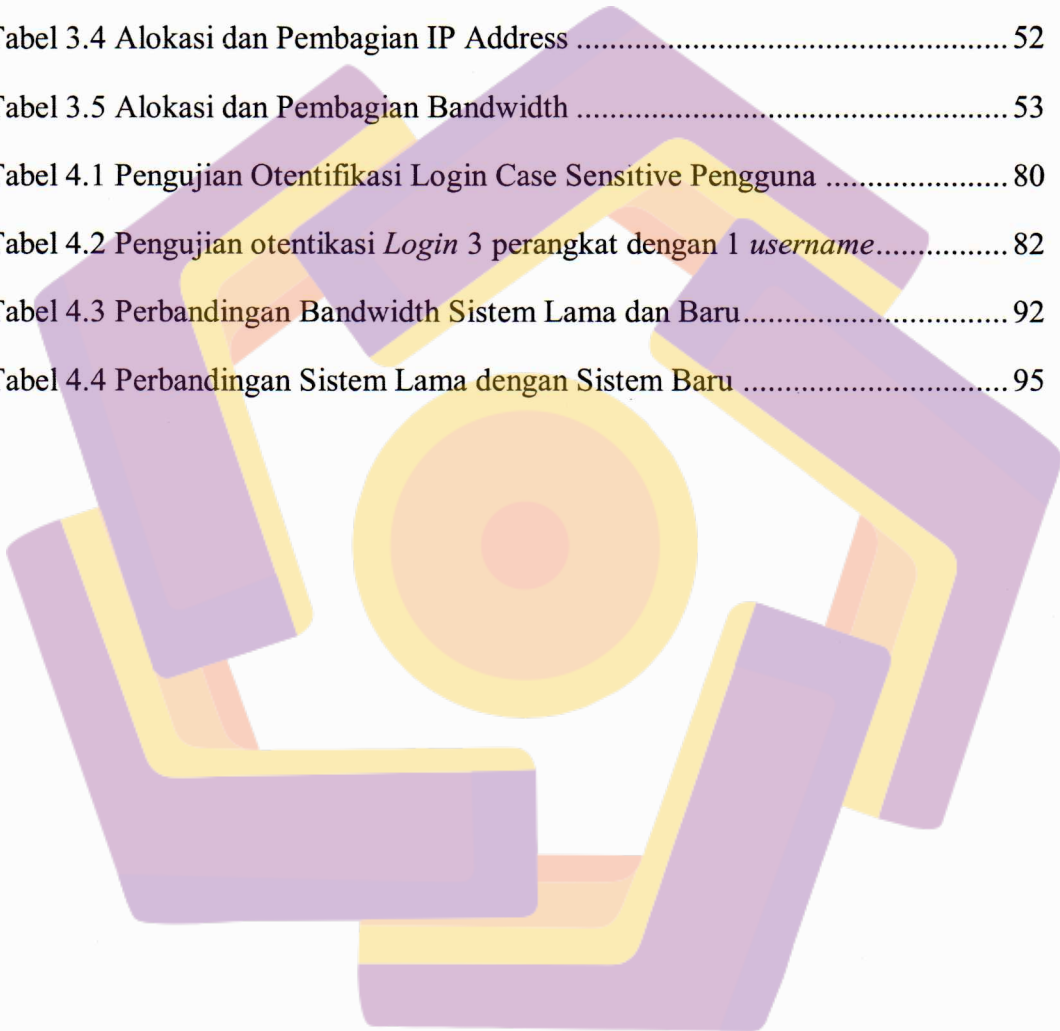 Tabel 3.4 Alokasi dan Pembagian IP Address ........................................................ 52
Tabel 3.5 Alokasi dan Pembagian Bandwidth ........................................................ 53
Tabel 4.1 Pengujian Otentifikasi Login Case Sensitive Pengguna ....................... 80
Tabel 4.2 Pengujian otentikasi Login 3 perangkat dengan 1 username................. 82
Tabel 4.3 Perbandingan Bandwidth Sistem Lama dan Baru.................................. 92
Tabel 4.4 Perbandingan Sistem Lama dengan Sistem Baru .................................. 95